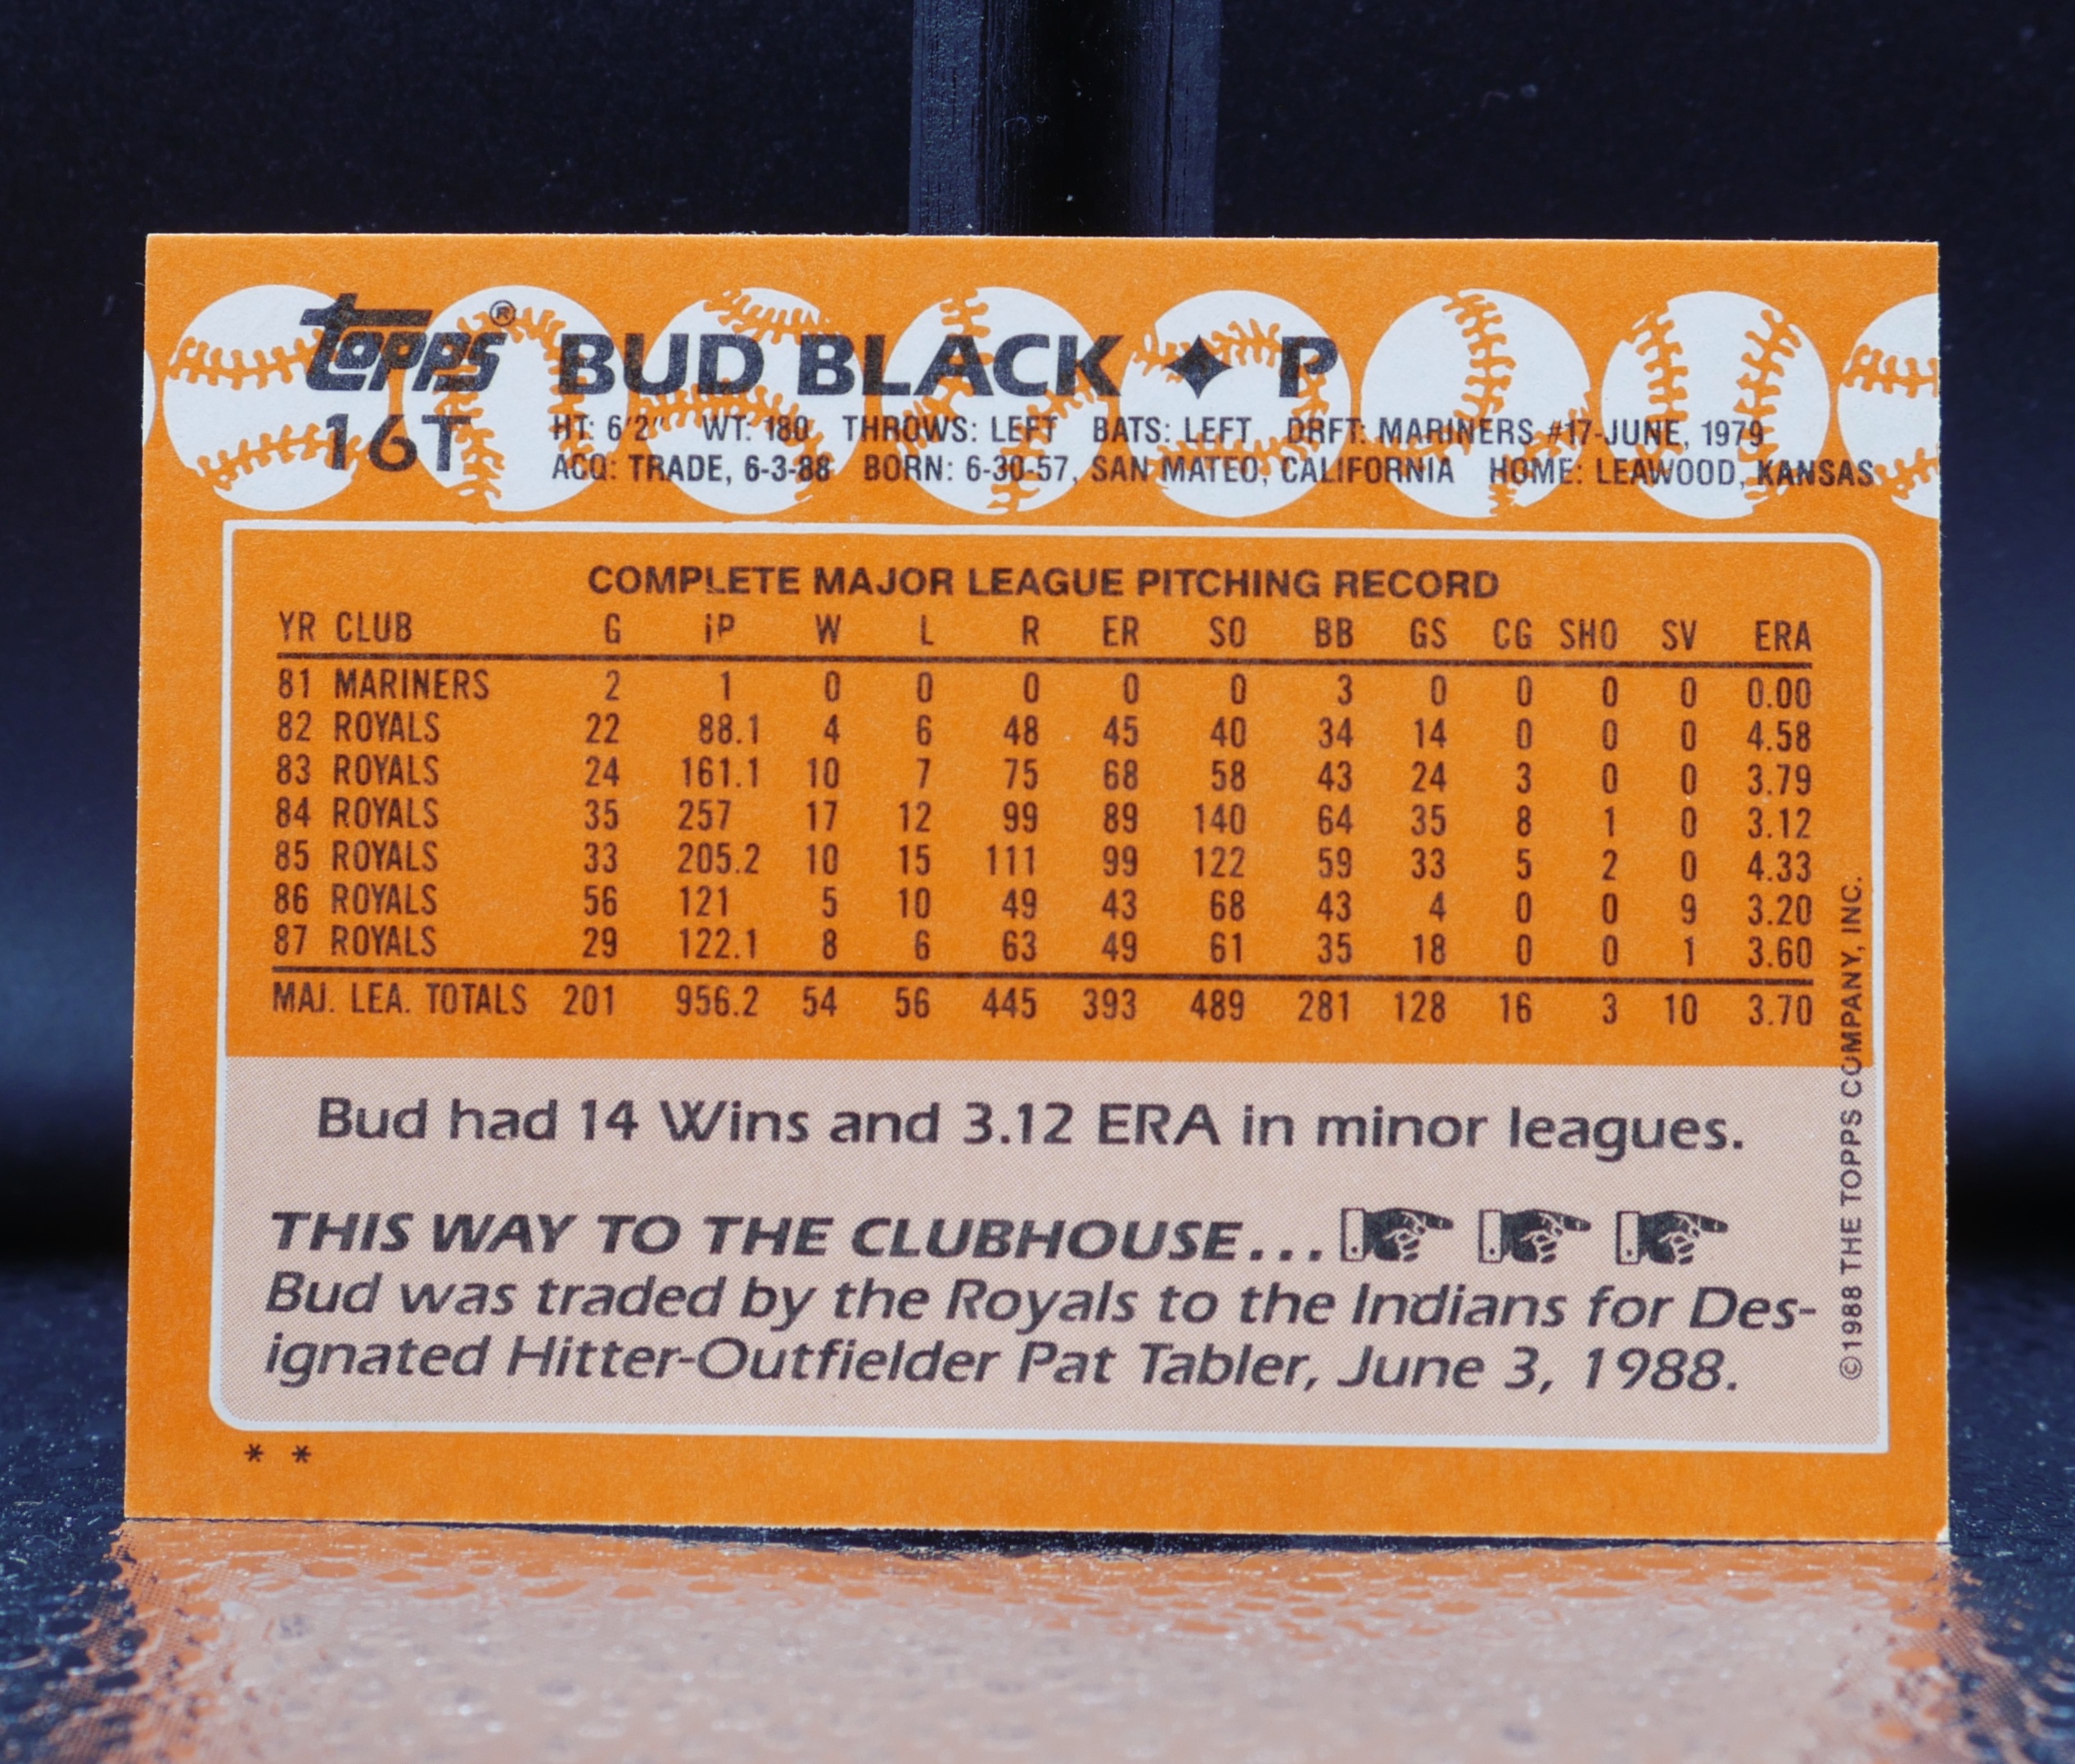 topps® BUD BLACK ✦ P
16T
HT: 6'2" WT: 180 THROWS: LEFT BATS: LEFT DRFT: MARINERS #17-JUNE, 1979
ACQ: TRADE, 6-3-88 BORN: 6-30-57, SAN MATEO, CALIFORNIA HOME: LEAWOOD, KANSAS
COMPLETE MAJOR LEAGUE PITCHING RECORD
YR CLUB G IP W L R ER SO BB GS CG SHO SV ERA
81 MARINERS 2 1 0 0 0 0 0 3 0 0 0 0 0.00
82 ROYALS 22 88.1 4 6 48 45 40 34 14 0 0 0 4.58
83 ROYALS 24 161.1 10 7 75 68 58 43 24 3 0 0 3.79
84 ROYALS 35 257 17 12 99 89 140 64 35 8 1 0 3.12
85 ROYALS 33 205.2 10 15 111 99 122 59 33 5 2 0 4.33
86 ROYALS 56 121 5 10 49 43 68 43 4 0 0 9 3.20
87 ROYALS 29 122.1 8 6 63 49 61 35 18 0 0 1 3.60
MAJ. LEA. TOTALS 201 956.2 54 56 445 393 489 281 128 16 3 10 3.70
Bud had 14 Wins and 3.12 ERA in minor leagues.
THIS WAY TO THE CLUBHOUSE...
Bud was traded by the Royals to the Indians for Des-
ignated Hitter-Outfielder Pat Tabler, June 3, 1988.
* *
©1988 THE TOPPS COMPANY, INC.